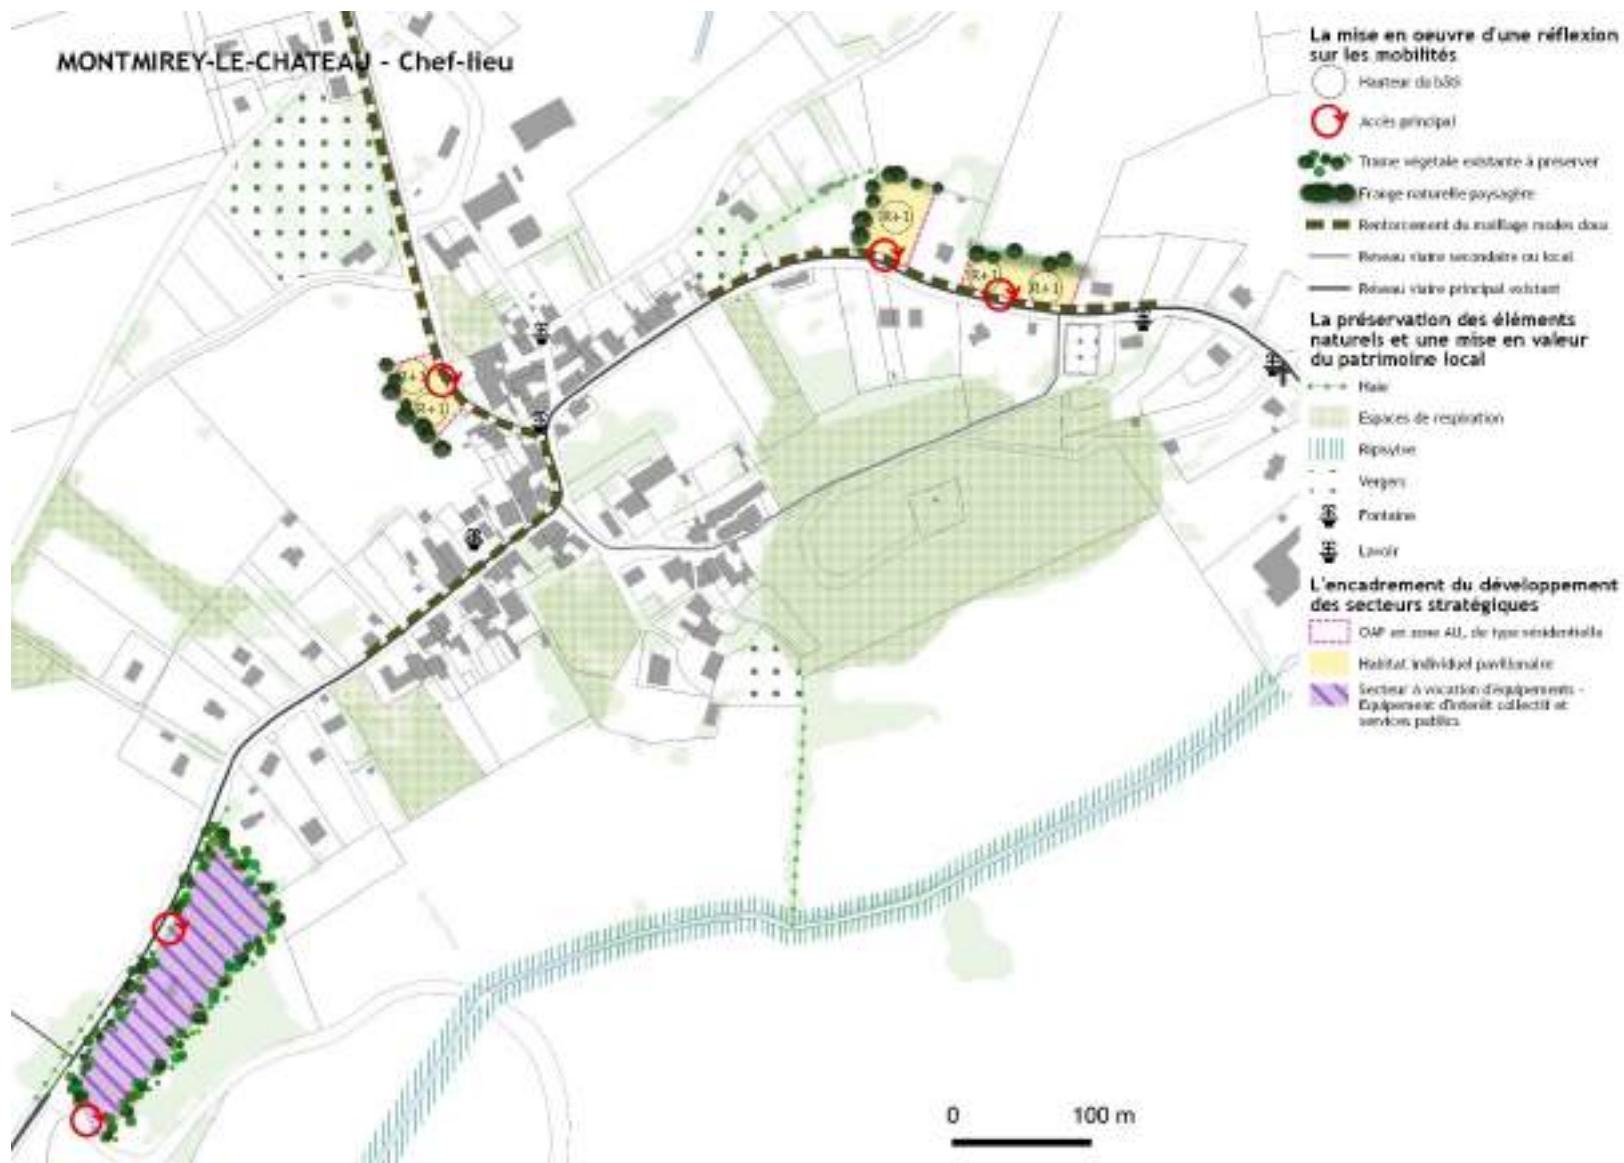 MONTMIREY-LE-CHATEAU - Chef-lieu
La mise en oeuvre d'une réflexion
sur les mobilités
Hauteur du bâti
Accès principal
Trame végétale existante à préserver
Frange naturelle paysagère
Renforcement du maillage modes doux
Réseau viaire secondaire ou local
Réseau viaire principal existant
La préservation des éléments
naturels et une mise en valeur
du patrimoine local
Haie
Espaces de respiration
Ripsylve
Vergers
Fontaine
Lavoir
L'encadrement du développement
des secteurs stratégiques
OAP en zone AU, de type résidentielle
Habitat individuel pavillonaire
Secteur à vocation d'équipements -
Equipement d'interêt collectif et
services publics
(R+1)
(R+1)
(R+1)
(R+1)
(R+1)
0 100 m